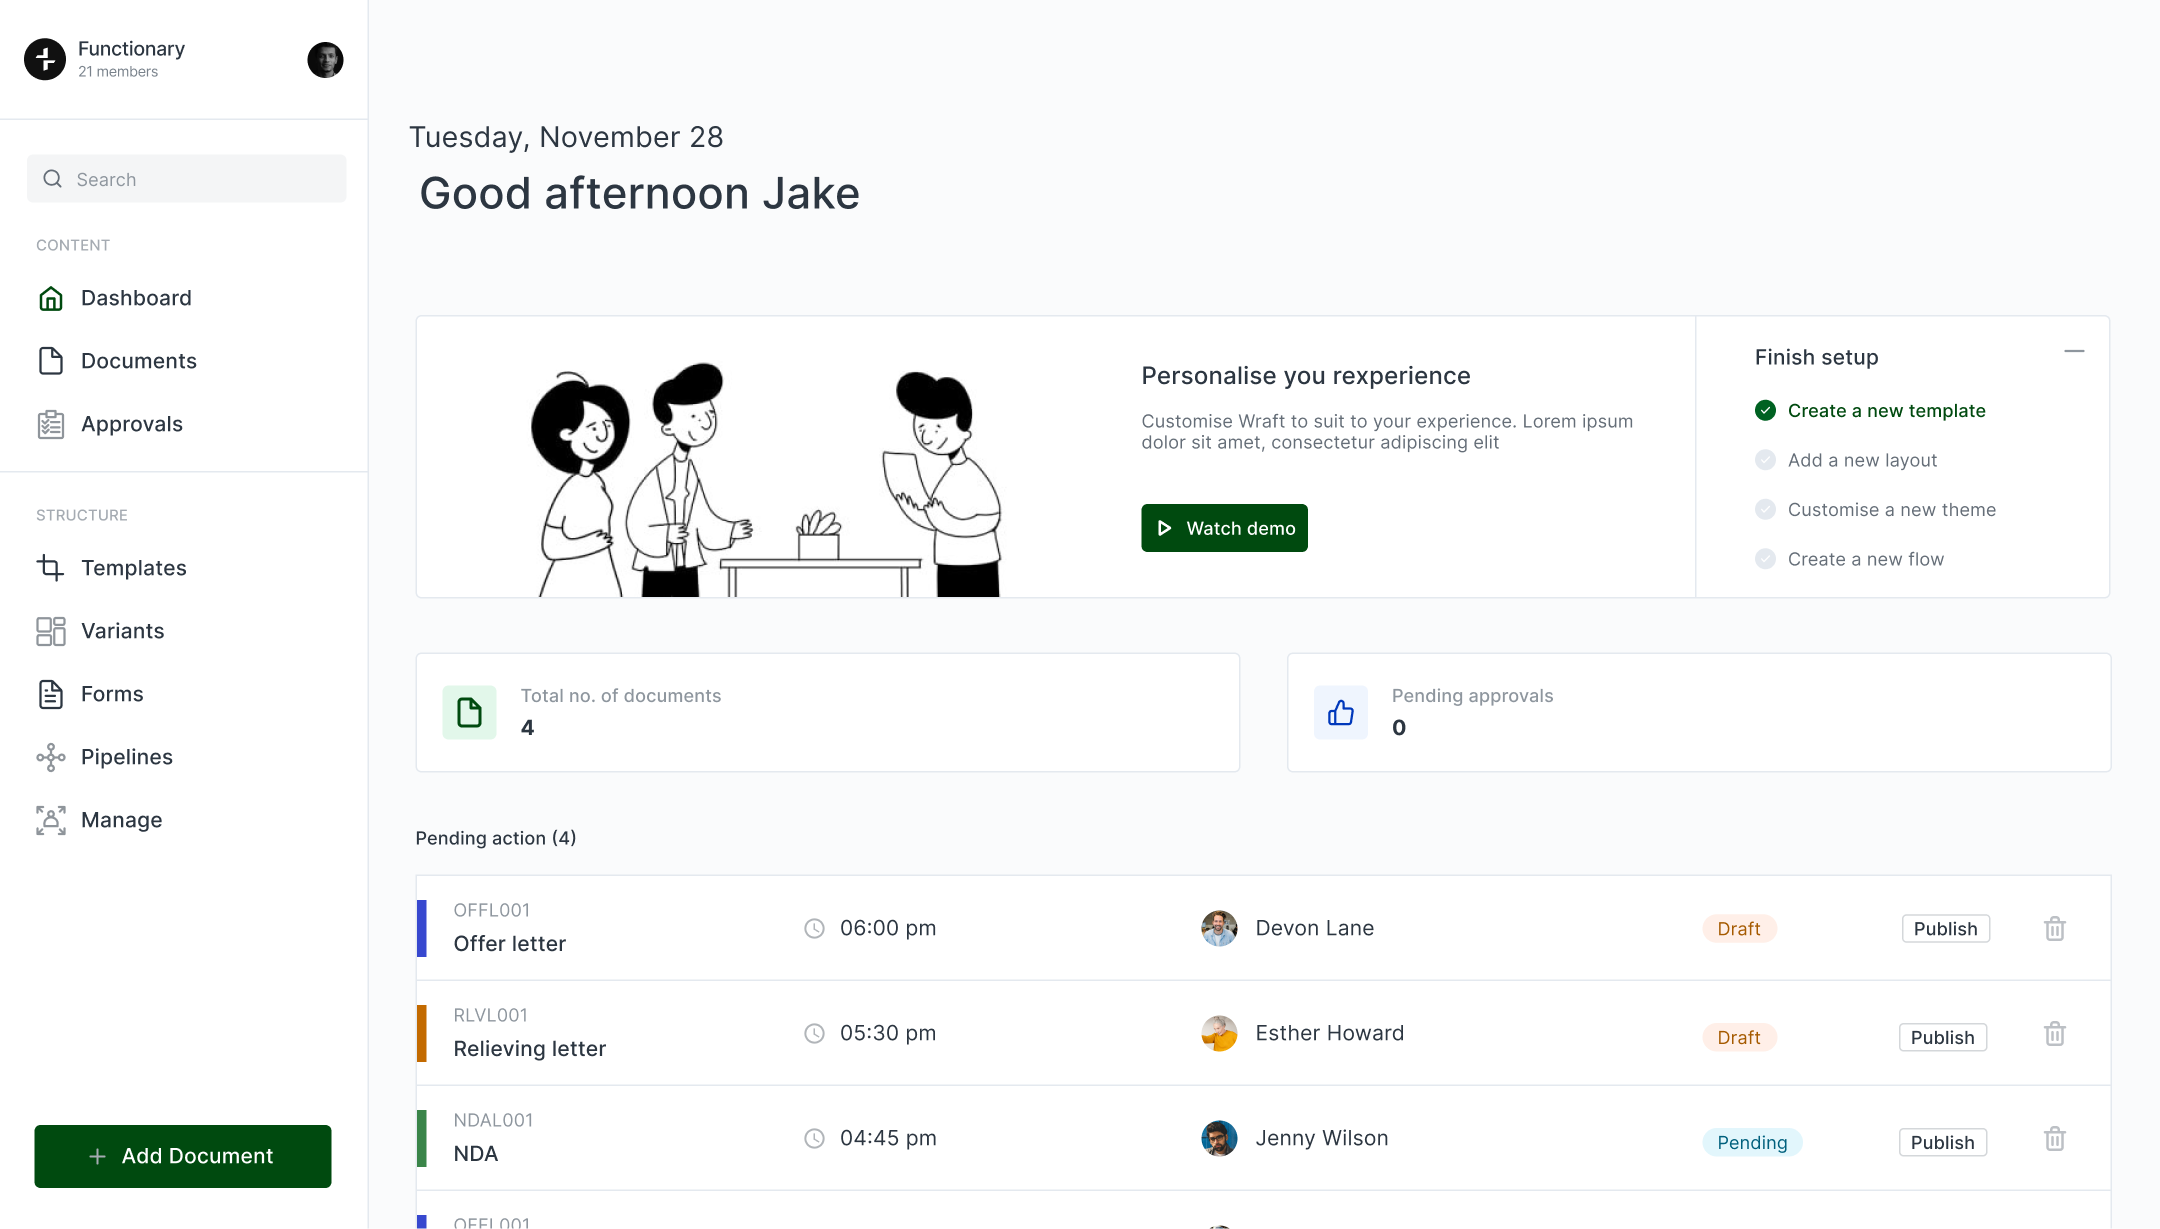 Functionary
21 members
Search
CONTENT
Dashboard
Documents
Approvals
STRUCTURE
Templates
Variants
Forms
Pipelines
Manage
Add Document
Tuesday, November 28
Good afternoon Jake
Personalise you rexperience
Customise Wraft to suit to your experience. Lorem ipsum
dolor sit amet, consectetur adipiscing elit
Watch demo
Finish setup
Create a new template
Add a new layout
Customise a new theme
Create a new flow
Total no. of documents
4
Pending approvals
0
Pending action (4)
OFFL001
Offer letter
06:00 pm
Devon Lane
Draft
Publish
RLVL001
Relieving letter
05:30 pm
Esther Howard
Draft
Publish
NDAL001
NDA
04:45 pm
Jenny Wilson
Pending
Publish
OFFL001